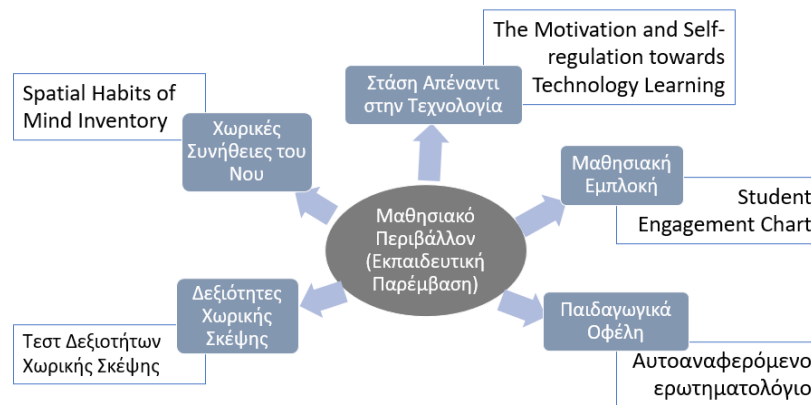 The Motivation and Self-
regulation towards
Technology Learning
Στάση Απέναντι
στην Τεχνολογία
Spatial Habits of
Mind Inventory
Χωρικές
Συνήθειες του
Νου
Μαθησιακή
Εμπλοκή
Student
Engagement Chart
Μαθησιακό
Περιβάλλον
(Εκπαιδευτική
Παρέμβαση)
Δεξιότητες
Χωρικής
Σκέψης
Τεστ Δεξιοτήτων
Χωρικής Σκέψης
Παιδαγωγικά
Οφέλη
Αυτοαναφερόμενο
ερωτηματολόγιο